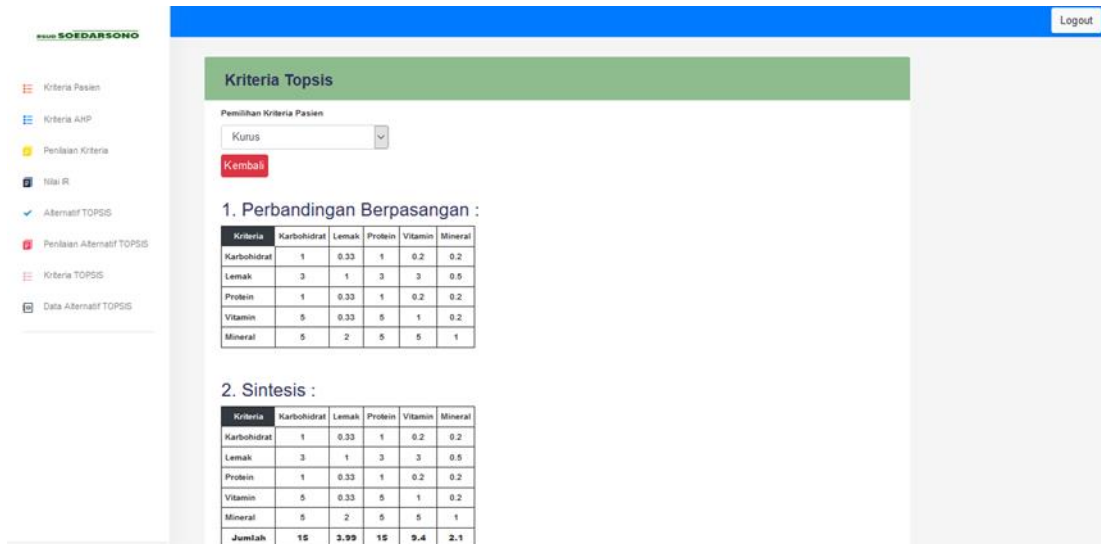 Logout
RSUD SOEDARSONO
Kriteria Pasien
Kriteria AHP
Penilaian Kriteria
Nilai IR
Alternatif TOPSIS
Penilaian Alternatif TOPSIS
Kriteria TOPSIS
Data Alternatif TOPSIS
Kriteria Topsis
Pemilihan Kriteria Pasien
Kurus
Kembali
1. Perbandingan Berpasangan :
Kriteria Karbohidrat Lemak Protein Vitamin Mineral
Karbohidrat 1 0.33 1 0.2 0.2
Lemak 3 1 3 3 0.5
Protein 1 0.33 1 0.2 0.2
Vitamin 5 0.33 5 1 0.2
Mineral 5 2 5 5 1
2. Sintesis :
Kriteria Karbohidrat Lemak Protein Vitamin Mineral
Karbohidrat 1 0.33 1 0.2 0.2
Lemak 3 1 3 3 0.5
Protein 1 0.33 1 0.2 0.2
Vitamin 5 0.33 5 1 0.2
Mineral 5 2 5 5 1
Jumlah 15 3.99 15 9.4 2.1